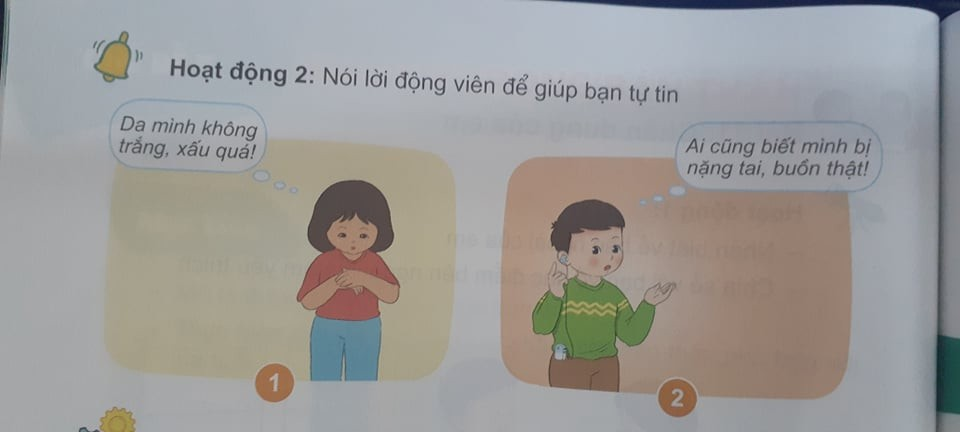 Hoạt động 2: Nói lời động viên để giúp bạn tự tin
Da mình không
trắng, xấu quá!
Ai cũng biết mình bị
nặng tai, buồn thật!
1
2